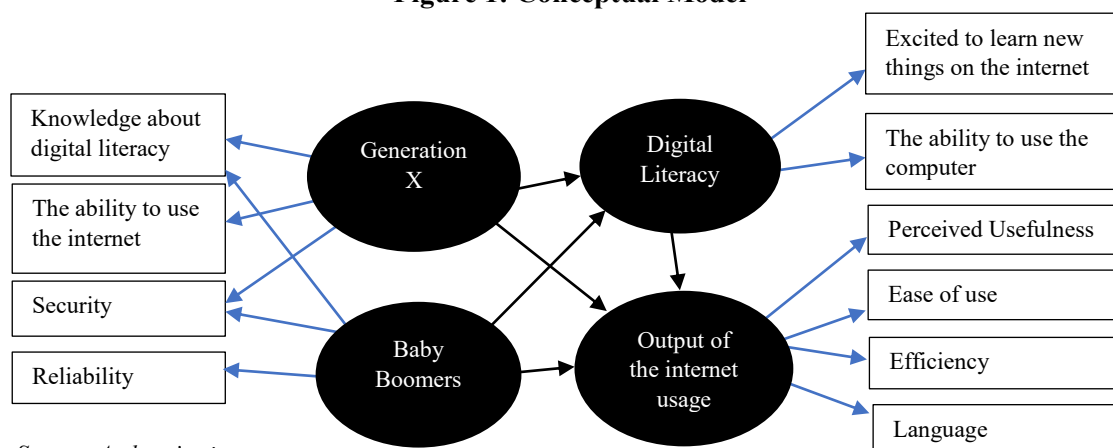 Figure 1: Conceptual Model
Excited to learn new
things on the internet
Knowledge about
digital literacy
Generation
X
Digital
Literacy
The ability to use the
computer
The ability to use
the internet
Perceived Usefulness
Security
Ease of use
Baby
Boomers
Output of
the internet
usage
Efficiency
Reliability
Language